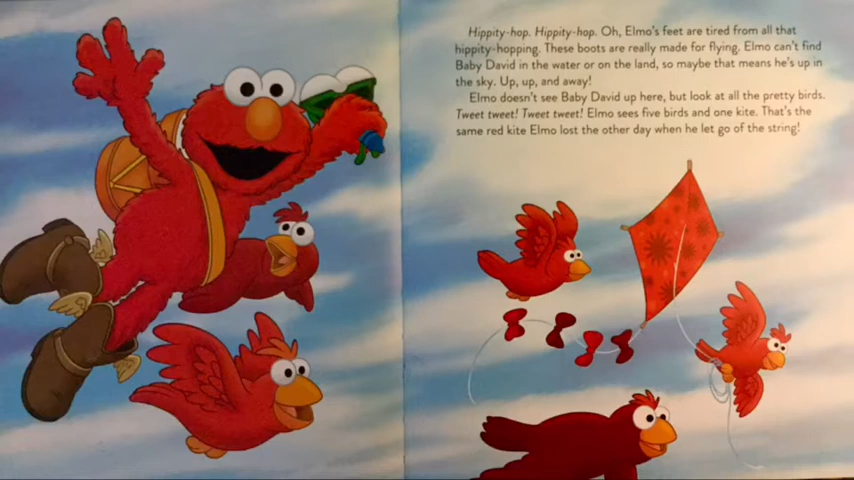 Hippity-hop. Hippity-hop. Oh, Elmo's feet are tired from all that
hippity-hopping. These boots are really made for flying. Elmo can't find
Baby David in the water or on the land, so maybe that means he's up in
the sky. Up, up, and away!
Elmo doesn't see Baby David up here, but look at all the pretty birds.
Tweet tweet! Tweet tweet! Elmo sees five birds and one kite. That's the
same red kite Elmo lost the other day when he let go of the string!